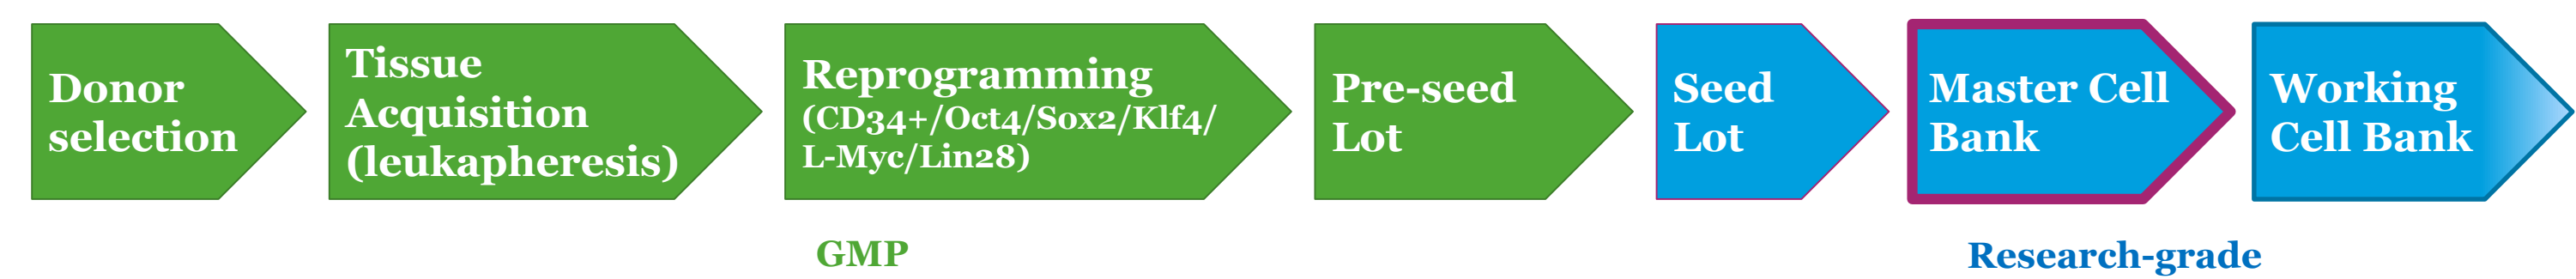 Donor
selection
Tissue
Acquisition
(leukapheresis)
Reprogramming
(CD34+/Oct4/Sox2/Klf4/
L-Myc/Lin28)
Pre-seed
Lot
Seed
Lot
Master Cell
Bank
Working
Cell Bank
GMP
Research-grade